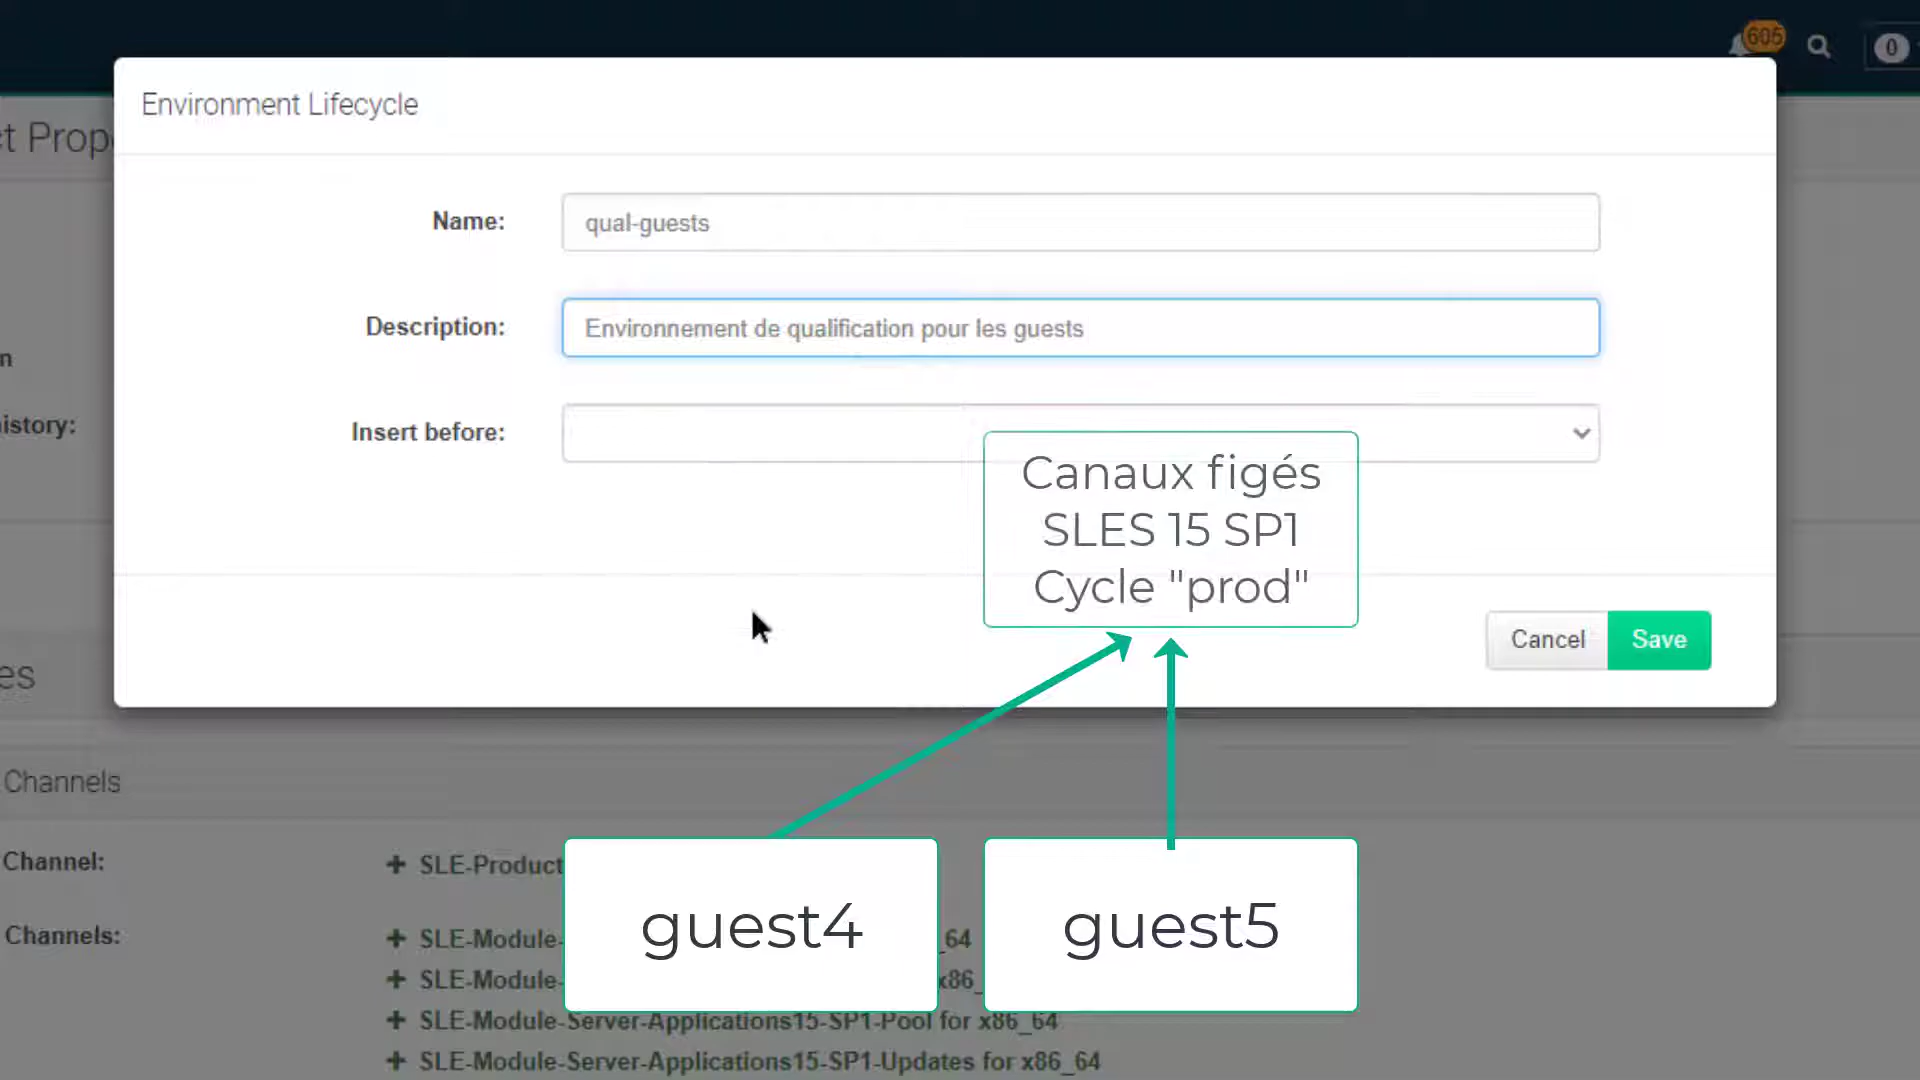 605
0
Environment Lifecycle
ct Prop
Name:
qual-guests
Description:
Environnement de qualification pour les guests
n
Insert before:
istory:
Canaux figés
SLES 15 SP1
Cycle "prod"
Cancel
Save
es
Channels
Channel:
SLE-Product
guest4
guest5
Channels:
SLE-Module- _64
SLE-Module- x86_
SLE-Module-Server-Applications15-SP1-Pool for x86_64
SLE-Module-Server-Applications15-SP1-Updates for x86_64